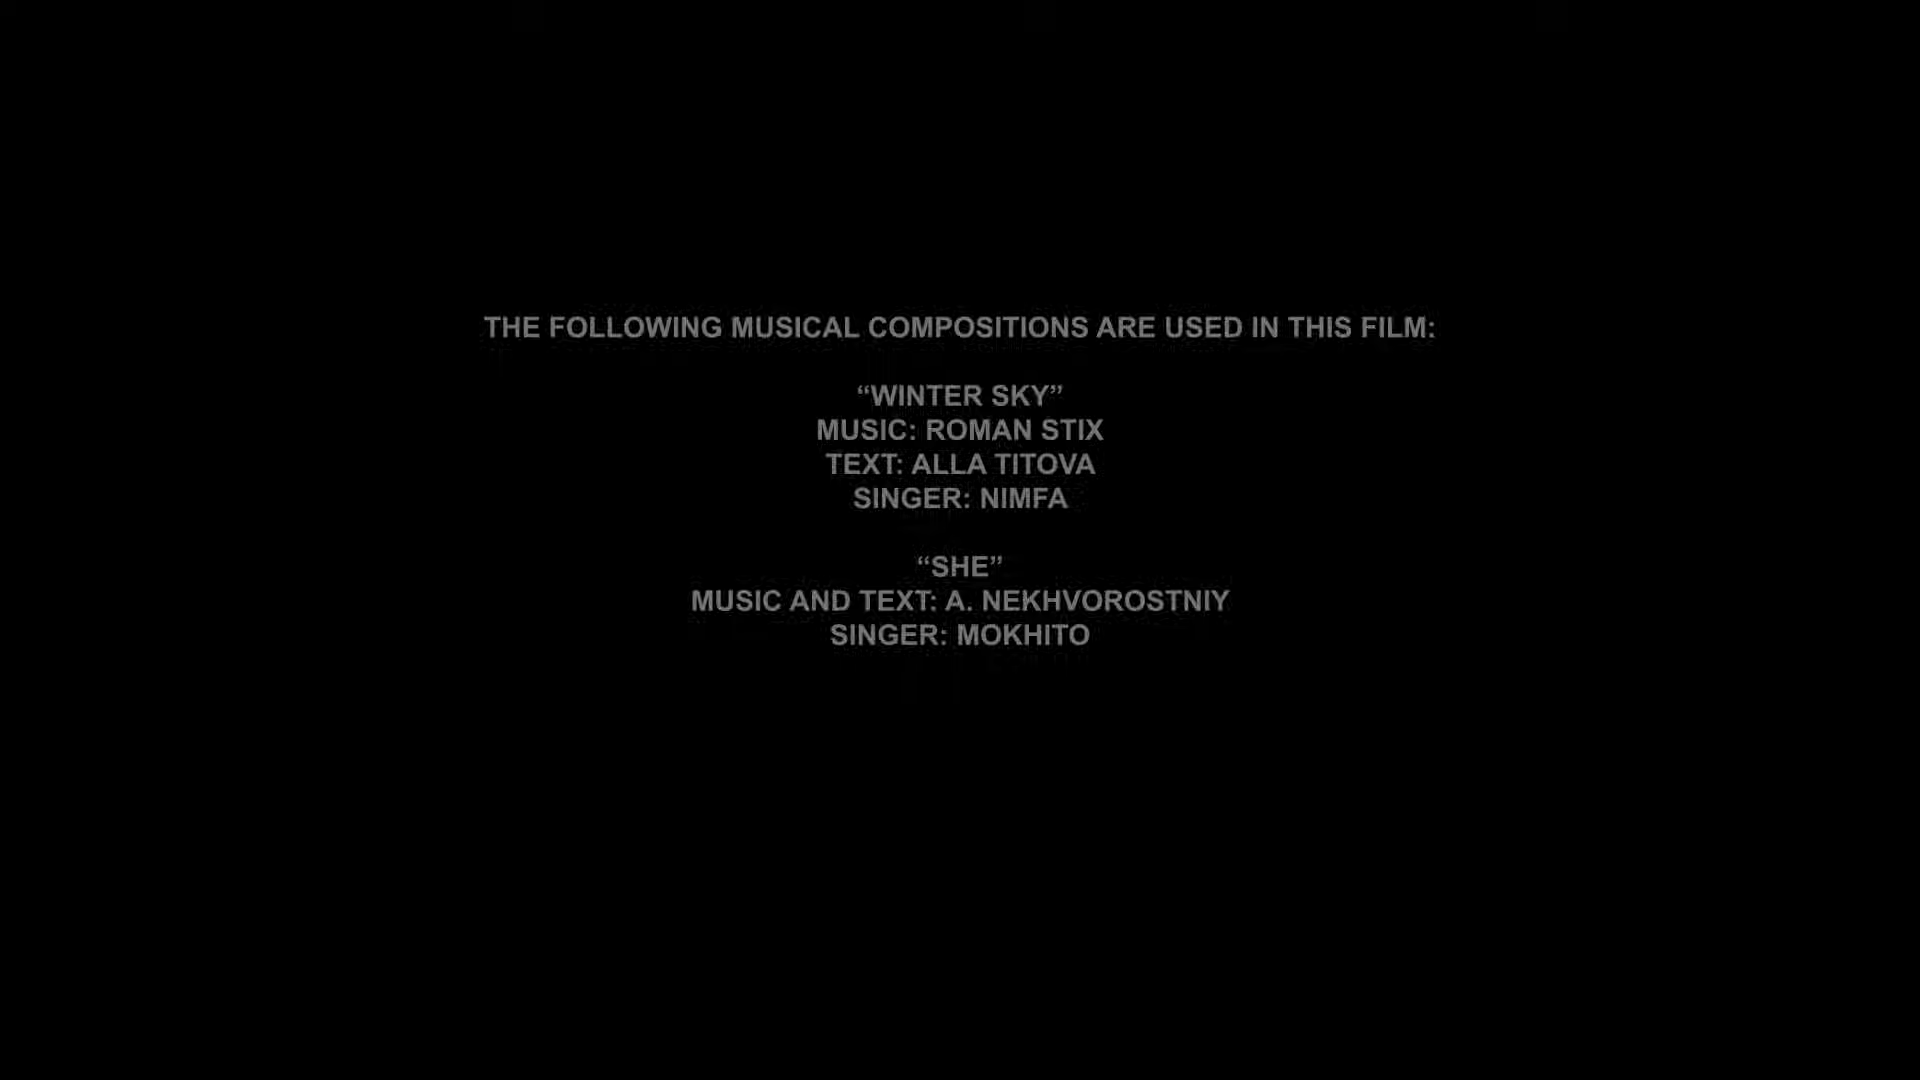 THE FOLLOWING MUSICAL COMPOSITIONS ARE USED IN THIS FILM:
“WINTER SKY”
MUSIC: ROMAN STIX
TEXT: ALLA TITOVA
SINGER: NIMFA
“SHE”
MUSIC AND TEXT: A. NEKHVOROSTNIY
SINGER: MOKHITO